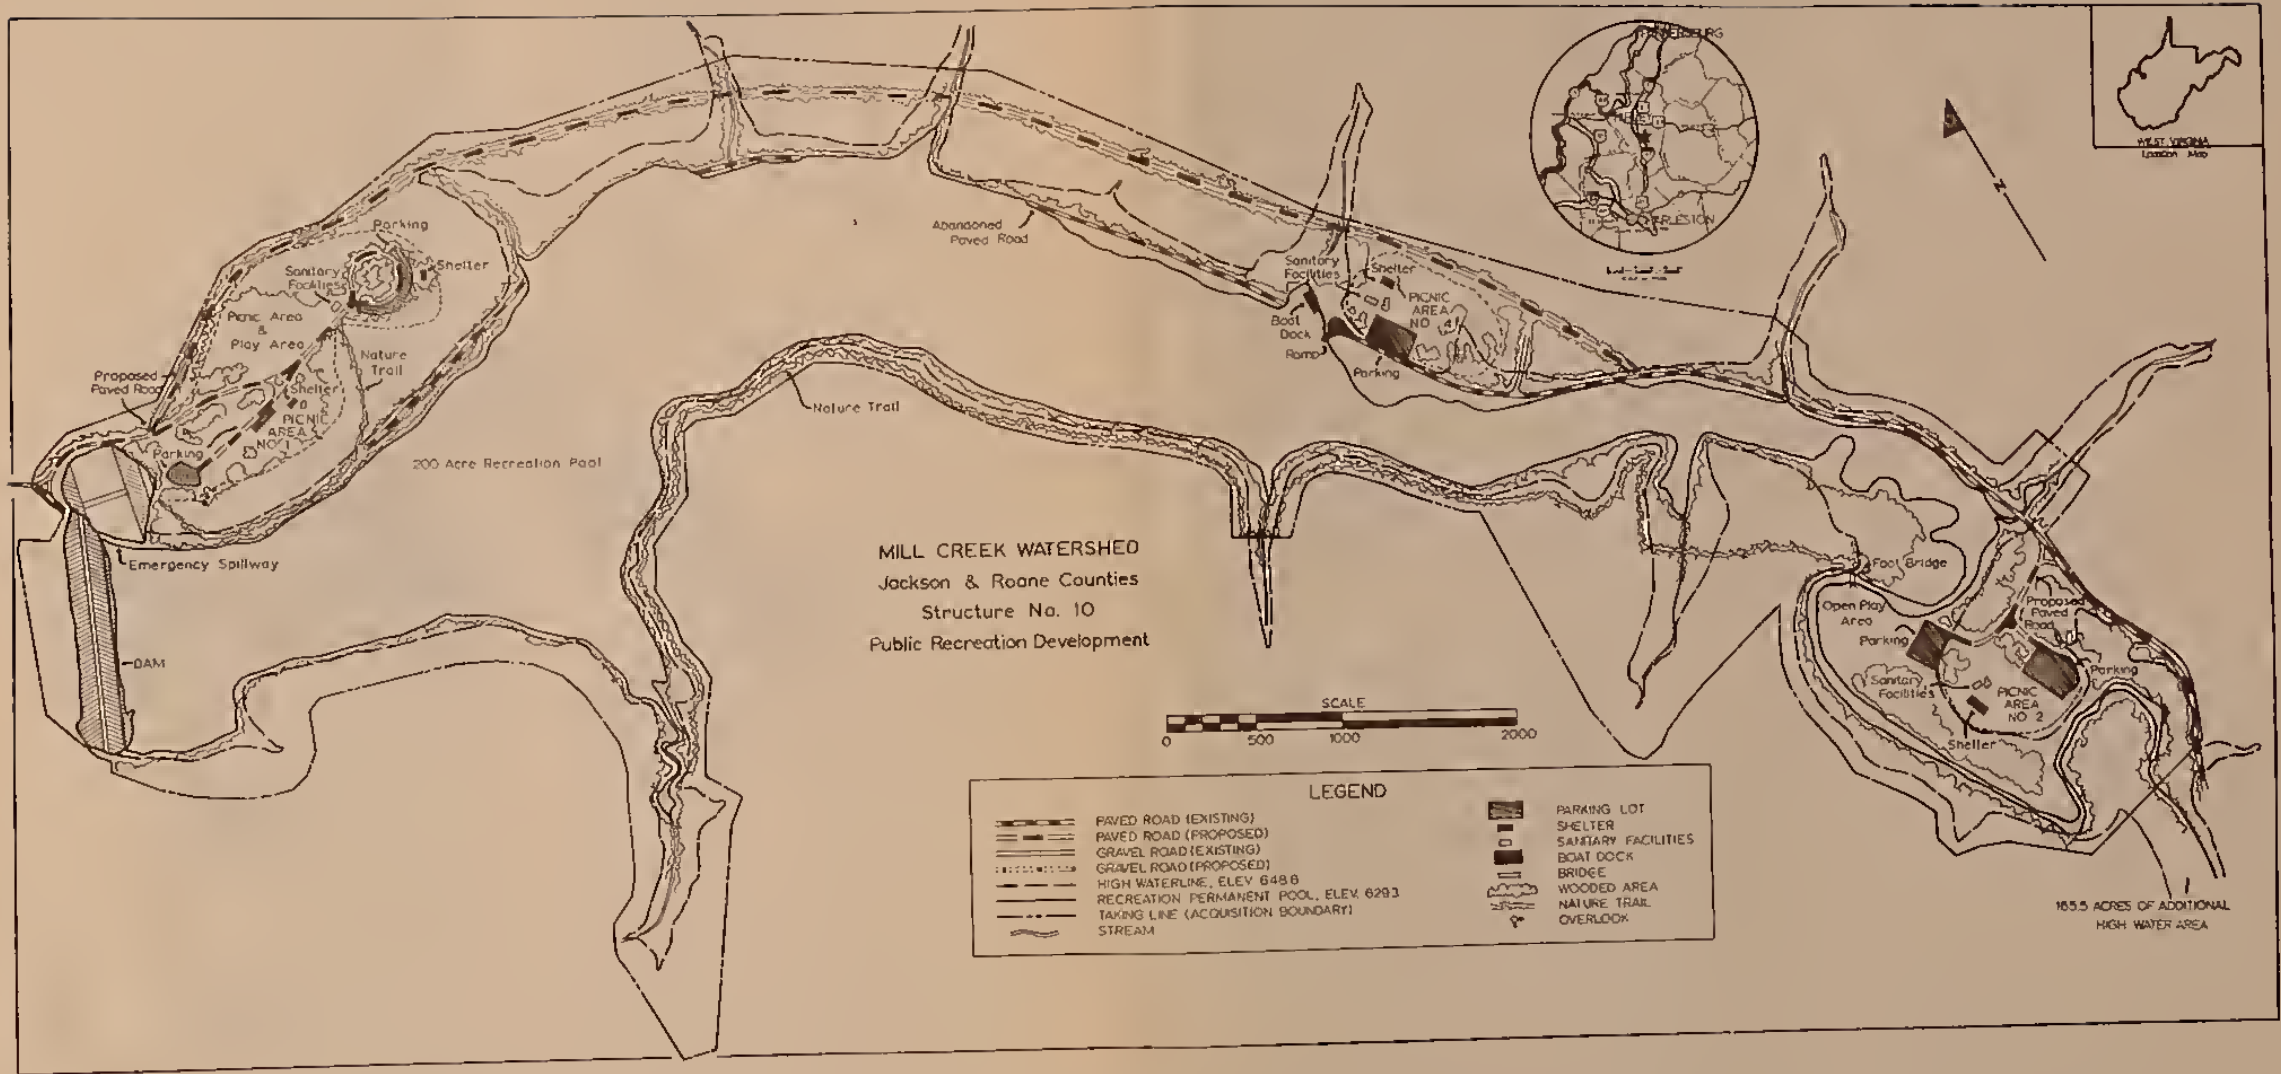 WEST VIRGINIA
Location Map
N
Parking
Shelter
Sanitary
Facilities
Picnic Area
&
Play Area
Nature
Trail
Proposed
Paved Road
Shelter
PICNIC
AREA
NO 1
Parking
Emergency Spillway
DAM
200 Acre Recreation Pool
Nature Trail
Abandoned
Paved Road
Sanitary
Facilities
Shelter
PICNIC
AREA
NO 4
Boat
Dock
Ramp
Parking
Foot Bridge
Open Play
Area
Proposed
Paved
Road
Parking
Parking
Sanitary
Facilities
PICNIC
AREA
NO 2
Shelter
165.5 ACRES OF ADDITIONAL
HIGH WATER AREA
MILL CREEK WATERSHED
Jackson & Roane Counties
Structure No. 10
Public Recreation Development
SCALE
0 500 1000 2000
LEGEND
PAVED ROAD (EXISTING)
PAVED ROAD (PROPOSED)
GRAVEL ROAD (EXISTING)
GRAVEL ROAD (PROPOSED)
HIGH WATERLINE, ELEV 648.6
RECREATION PERMANENT POOL, ELEV. 629.3
TAKING LINE (ACQUISITION BOUNDARY)
STREAM
PARKING LOT
SHELTER
SANITARY FACILITIES
BOAT DOCK
BRIDGE
WOODED AREA
NATURE TRAIL
OVERLOOK